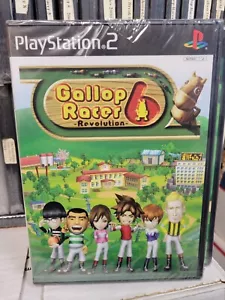 PlayStation 2
Gallop
Racer 6
-Revolution-